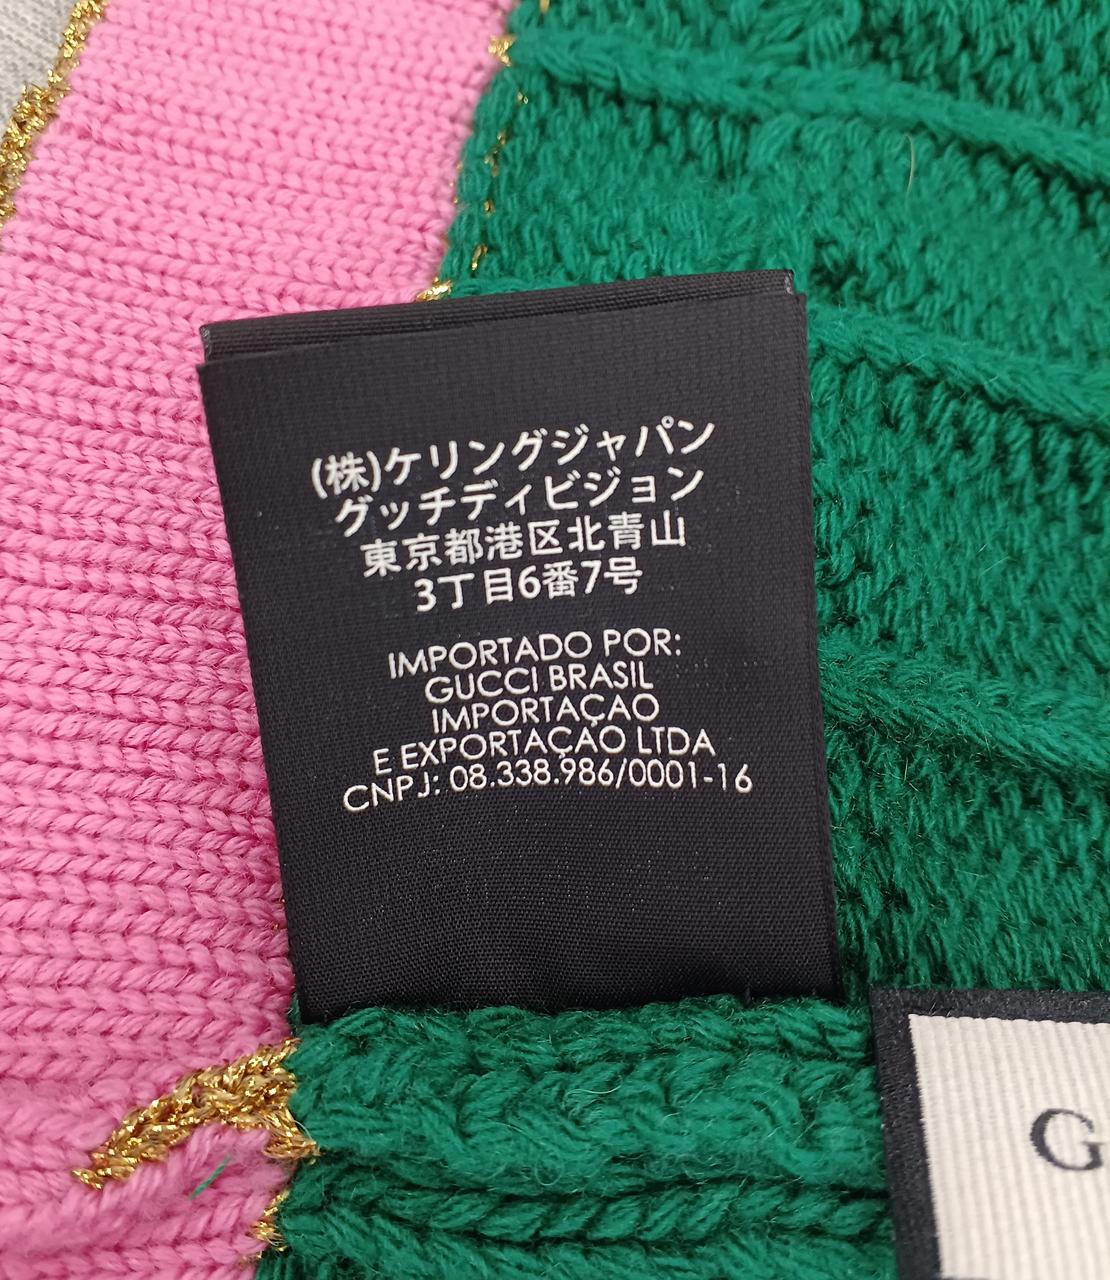 (株)ケリングジャパン
グッチディビジョン
東京都港区北青山
3丁目6番7号
IMPORTADO POR:
GUCCI BRASIL
IMPORTAÇAO
E EXPORTAÇAO LTDA
CNPJ: 08.338.986/0001-16
G